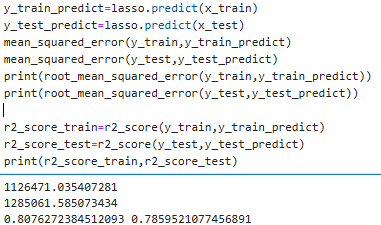 y_train_predict=lasso.predict(x_train)
y_test_predict=lasso.predict(x_test)
mean_squared_error(y_train,y_train_predict)
mean_squared_error(y_test,y_test_predict)
print(root_mean_squared_error(y_train,y_train_predict))
print(root_mean_squared_error(y_test,y_test_predict))
r2_score_train=r2_score(y_train,y_train_predict)
r2_score_test=r2_score(y_test,y_test_predict)
print(r2_score_train,r2_score_test)
1126471.035407281
1285061.585073434
0.8076272384512093 0.7859521077456891